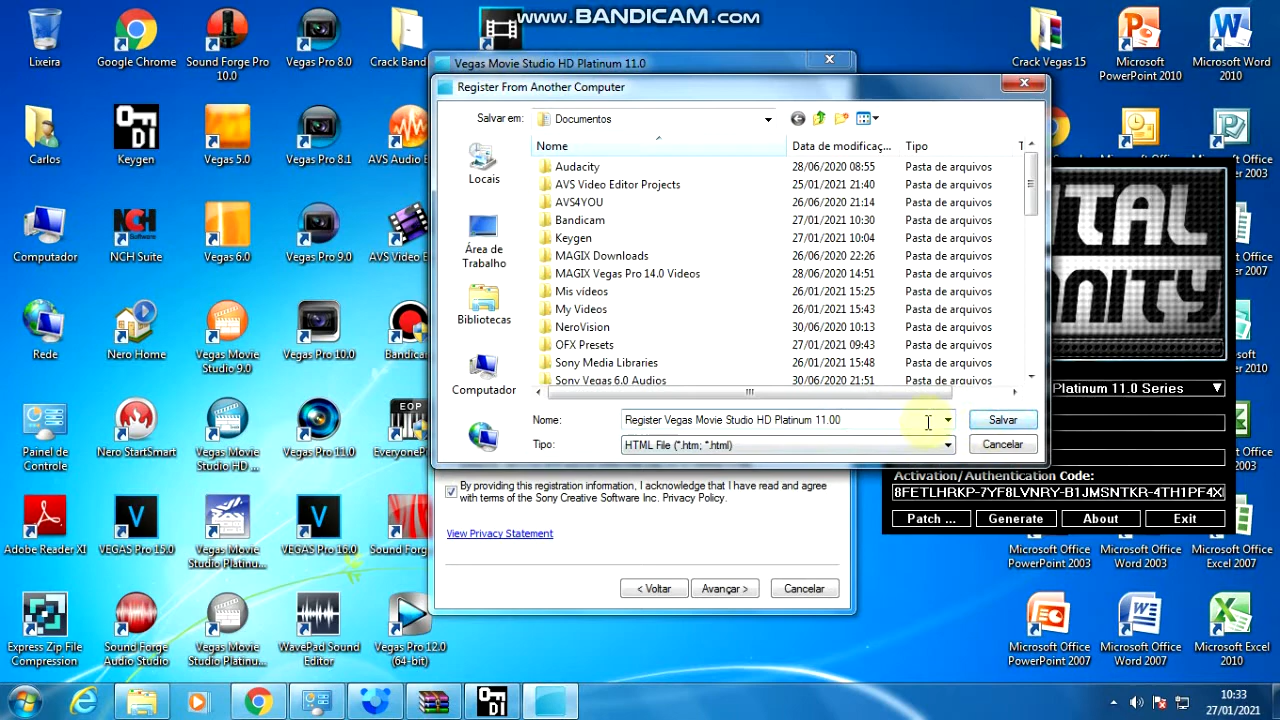 www.BANDICAM.com
Lixeira
Google Chrome
Sound Forge Pro
10.0
Vegas Pro 8.0
Crack Band
Crack Vegas 15
Microsoft
PowerPoint 2010
Microsoft Word
2010
Carlos
Keygen
Vegas 5.0
Vegas Pro 8.1
AVS Audio E
Computador
NCH Suite
Vegas 6.0
Vegas Pro 9.0
AVS Video E
Rede
Nero Home
Vegas Movie
Studio 9.0
Vegas Pro 10.0
Bandica
Painel de
Controle
Nero StartSmart
Vegas Movie
Studio HD ...
Vegas Pro 11.0
EveryonePi
Adobe Reader XI
VEGAS Pro 15.0
Vegas Movie
Studio Platinu...
VEGAS Pro 16.0
Sound Forg
Express Zip File
Compression
Sound Forge
Audio Studio
Vegas Movie
Studio Platinu...
WavePad Sound
Editor
Vegas Pro 12.0
(64-bit)
Vegas Movie Studio HD Platinum 11.0
Register From Another Computer
Salvar em:
Documentos
Nome
Data de modificaç...
Tipo
T
Audacity 28/06/2020 08:55 Pasta de arquivos
AVS Video Editor Projects 25/01/2021 21:40 Pasta de arquivos
AVS4YOU 26/06/2020 21:14 Pasta de arquivos
Bandicam 27/01/2021 10:30 Pasta de arquivos
Keygen 27/01/2021 10:04 Pasta de arquivos
MAGIX Downloads 26/06/2020 22:26 Pasta de arquivos
MAGIX Vegas Pro 14.0 Videos 28/06/2020 14:51 Pasta de arquivos
Mis vídeos 26/01/2021 15:25 Pasta de arquivos
My Videos 26/01/2021 15:43 Pasta de arquivos
NeroVision 30/06/2020 10:13 Pasta de arquivos
OFX Presets 27/01/2021 09:43 Pasta de arquivos
Sony Media Libraries 26/01/2021 15:48 Pasta de arquivos
Sony Vegas 6.0 Audios 30/06/2020 21:51 Pasta de arquivos
Locais
Área de
Trabalho
Bibliotecas
Computador
Nome:
Register Vegas Movie Studio HD Platinum 11.00
Salvar
Tipo:
HTML File (*.htm; *.html)
Cancelar
By providing this registration information, I acknowledge that I have read and agree
with terms of the Sony Creative Software Inc. Privacy Policy.
View Privacy Statement
< Voltar
Avançar >
Cancelar
Platinum 11.0 Series
Activation/Authentication Code:
8FETLHRKP-7YF8LVNRY-B1JMSNTKR-4TH1PF4X
Patch ...
Generate
About
Exit
Microsoft Office
PowerPoint 2003
Microsoft Office
Word 2003
Microsoft Office
Excel 2007
Microsoft Office
PowerPoint 2007
Microsoft Office
Word 2007
Microsoft Excel
2010
10:33
27/01/2021